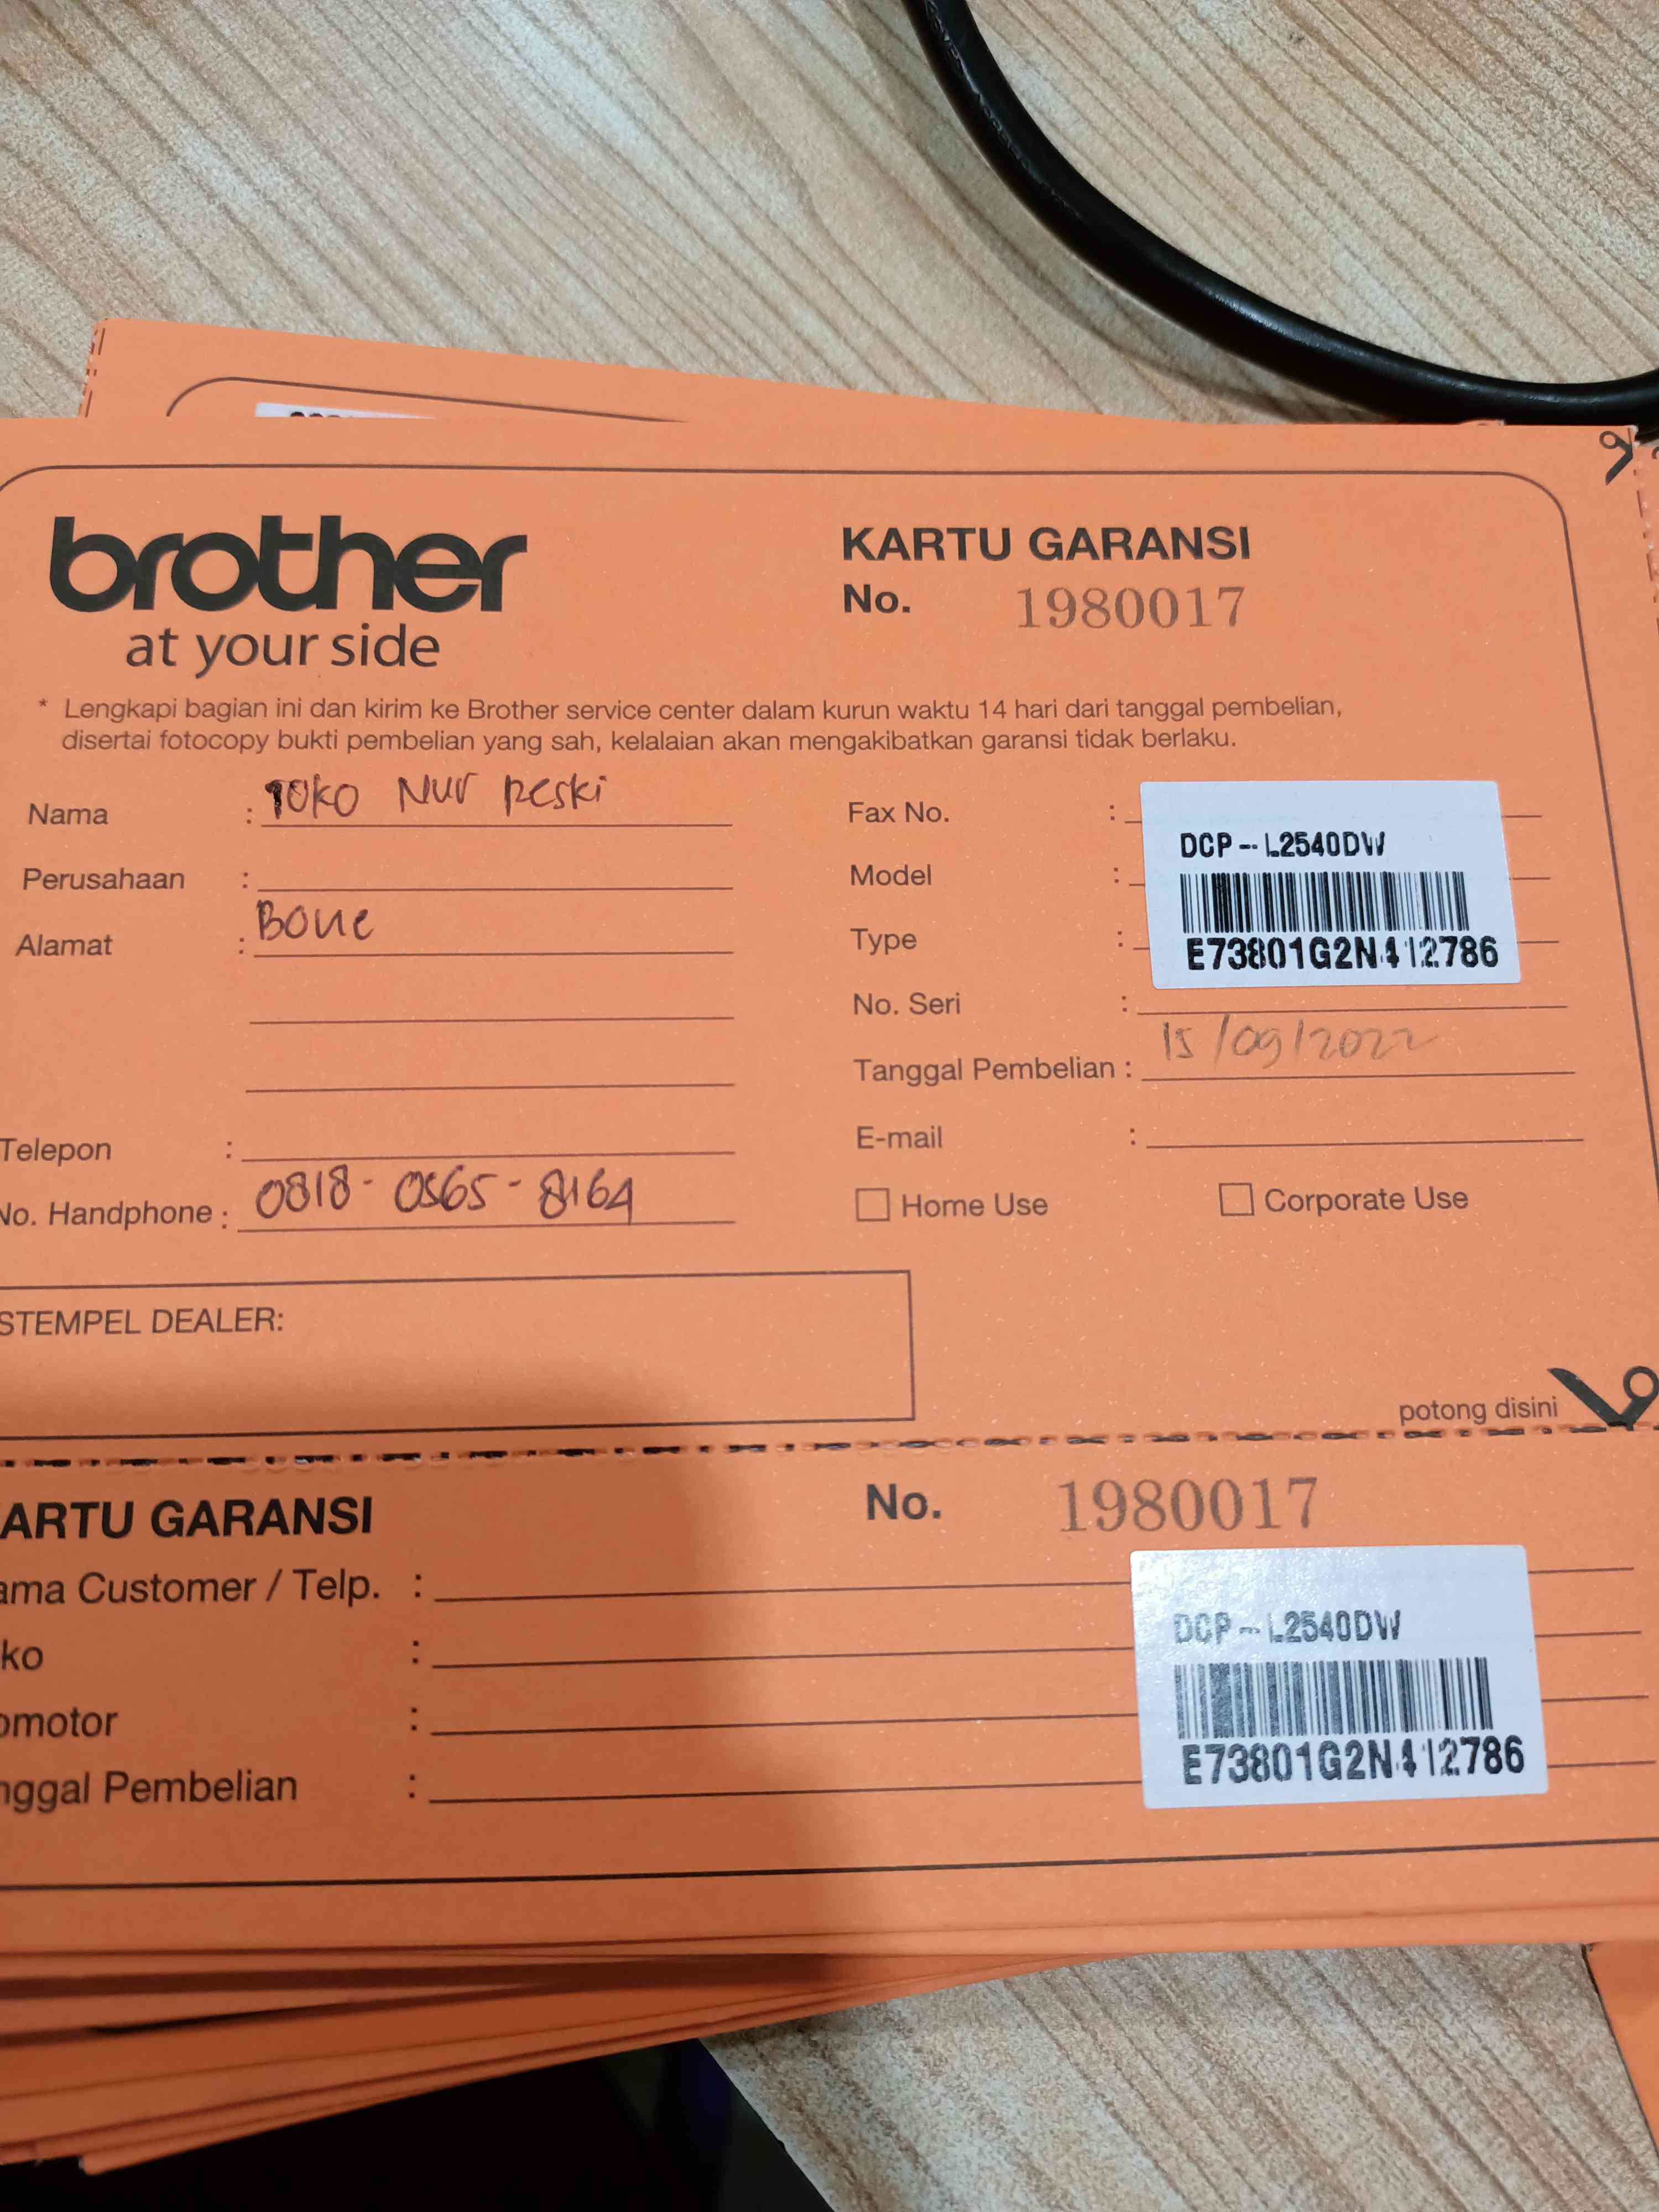 brother
at your side
KARTU GARANSI
No. 1980017
* Lengkapi bagian ini dan kirim ke Brother service center dalam kurun waktu 14 hari dari tanggal pembelian,
disertai fotocopy bukti pembelian yang sah, kelalaian akan mengakibatkan garansi tidak berlaku.
Nama : Toko Nur Reski
Perusahaan :
Alamat : Bone
Telepon :
No. Handphone : 0818-0565-8164
Fax No. :
Model :
Type :
No. Seri :
DCP-L2540DW
E73801G2N412786
Tanggal Pembelian : 15/09/2022
E-mail :
Home Use
Corporate Use
STEMPEL DEALER:
potong disini
ARTU GARANSI
No. 1980017
ama Customer / Telp. :
ko :
omotor :
nggal Pembelian :
DCP-L2540DW
E73801G2N412786